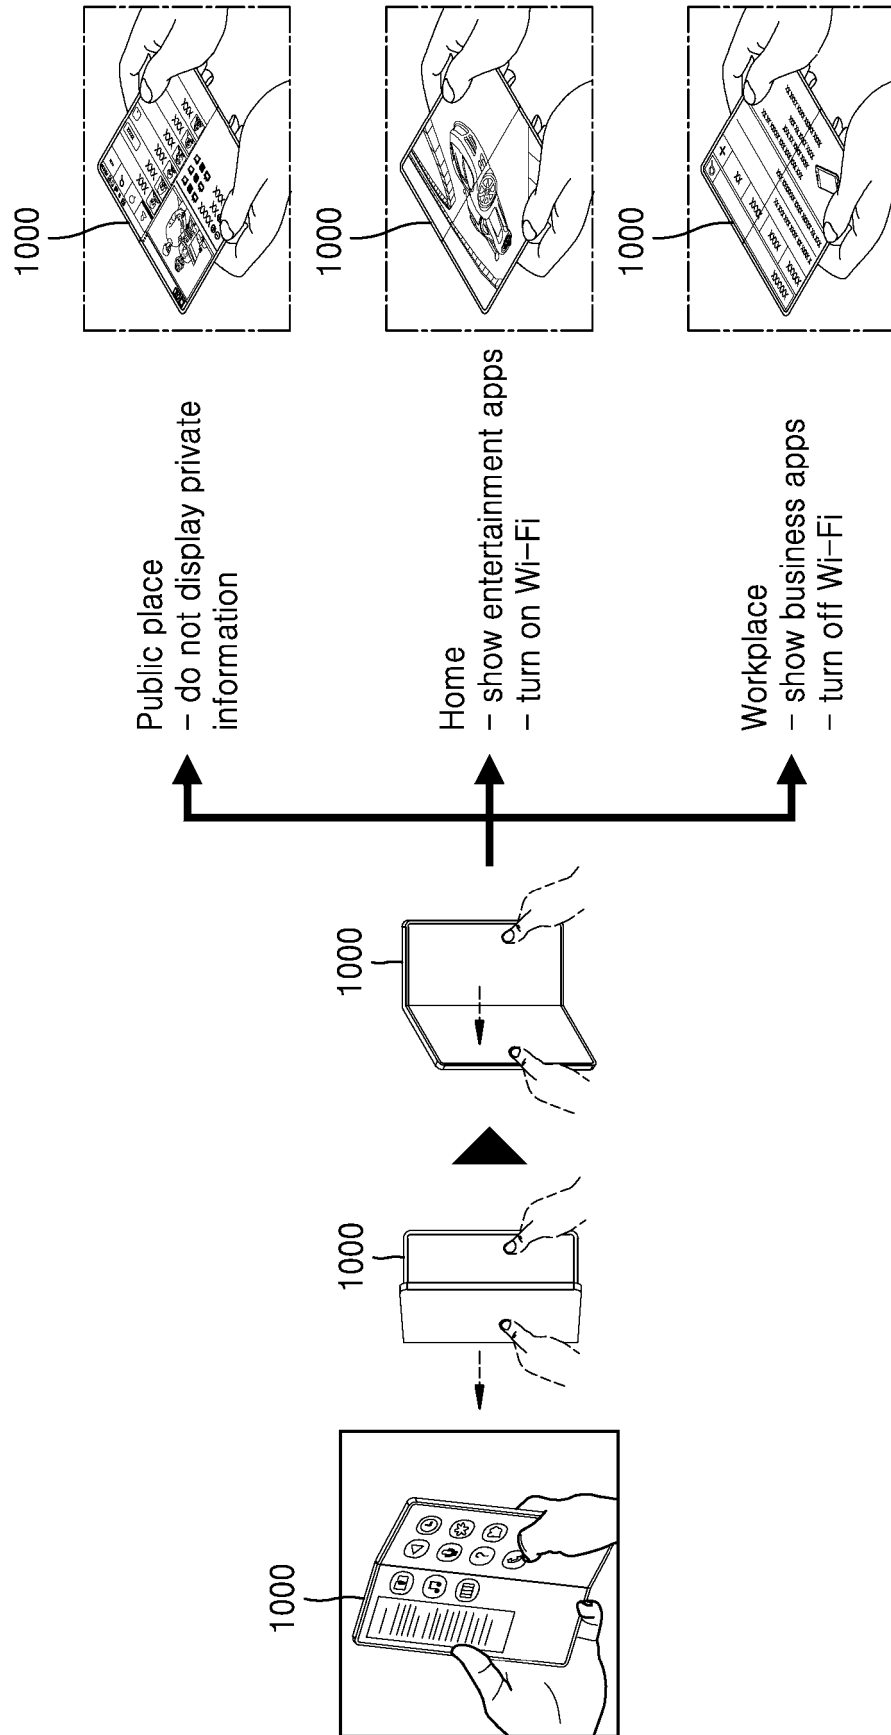 1000
Public place
– do not display private
information
1000
1000
1000
1000
Home
– show entertainment apps
– turn on Wi–Fi
1000
Workplace
– show business apps
– turn off Wi–Fi